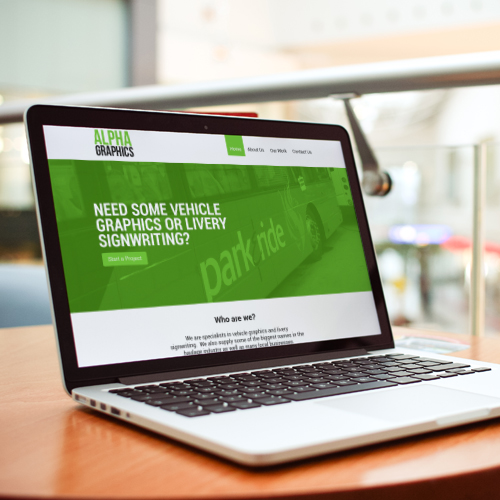 ALPHA
GRAPHICS
Home About Us Our Work Contact Us
NEED SOME VEHICLE
GRAPHICS OR LIVERY
SIGNWRITING?
Start a Project
park ride
Who are we?
We are specialists in vehicle graphics and livery
signwriting. We also supply some of the biggest names in the
haulage industry as well as many local businesses.